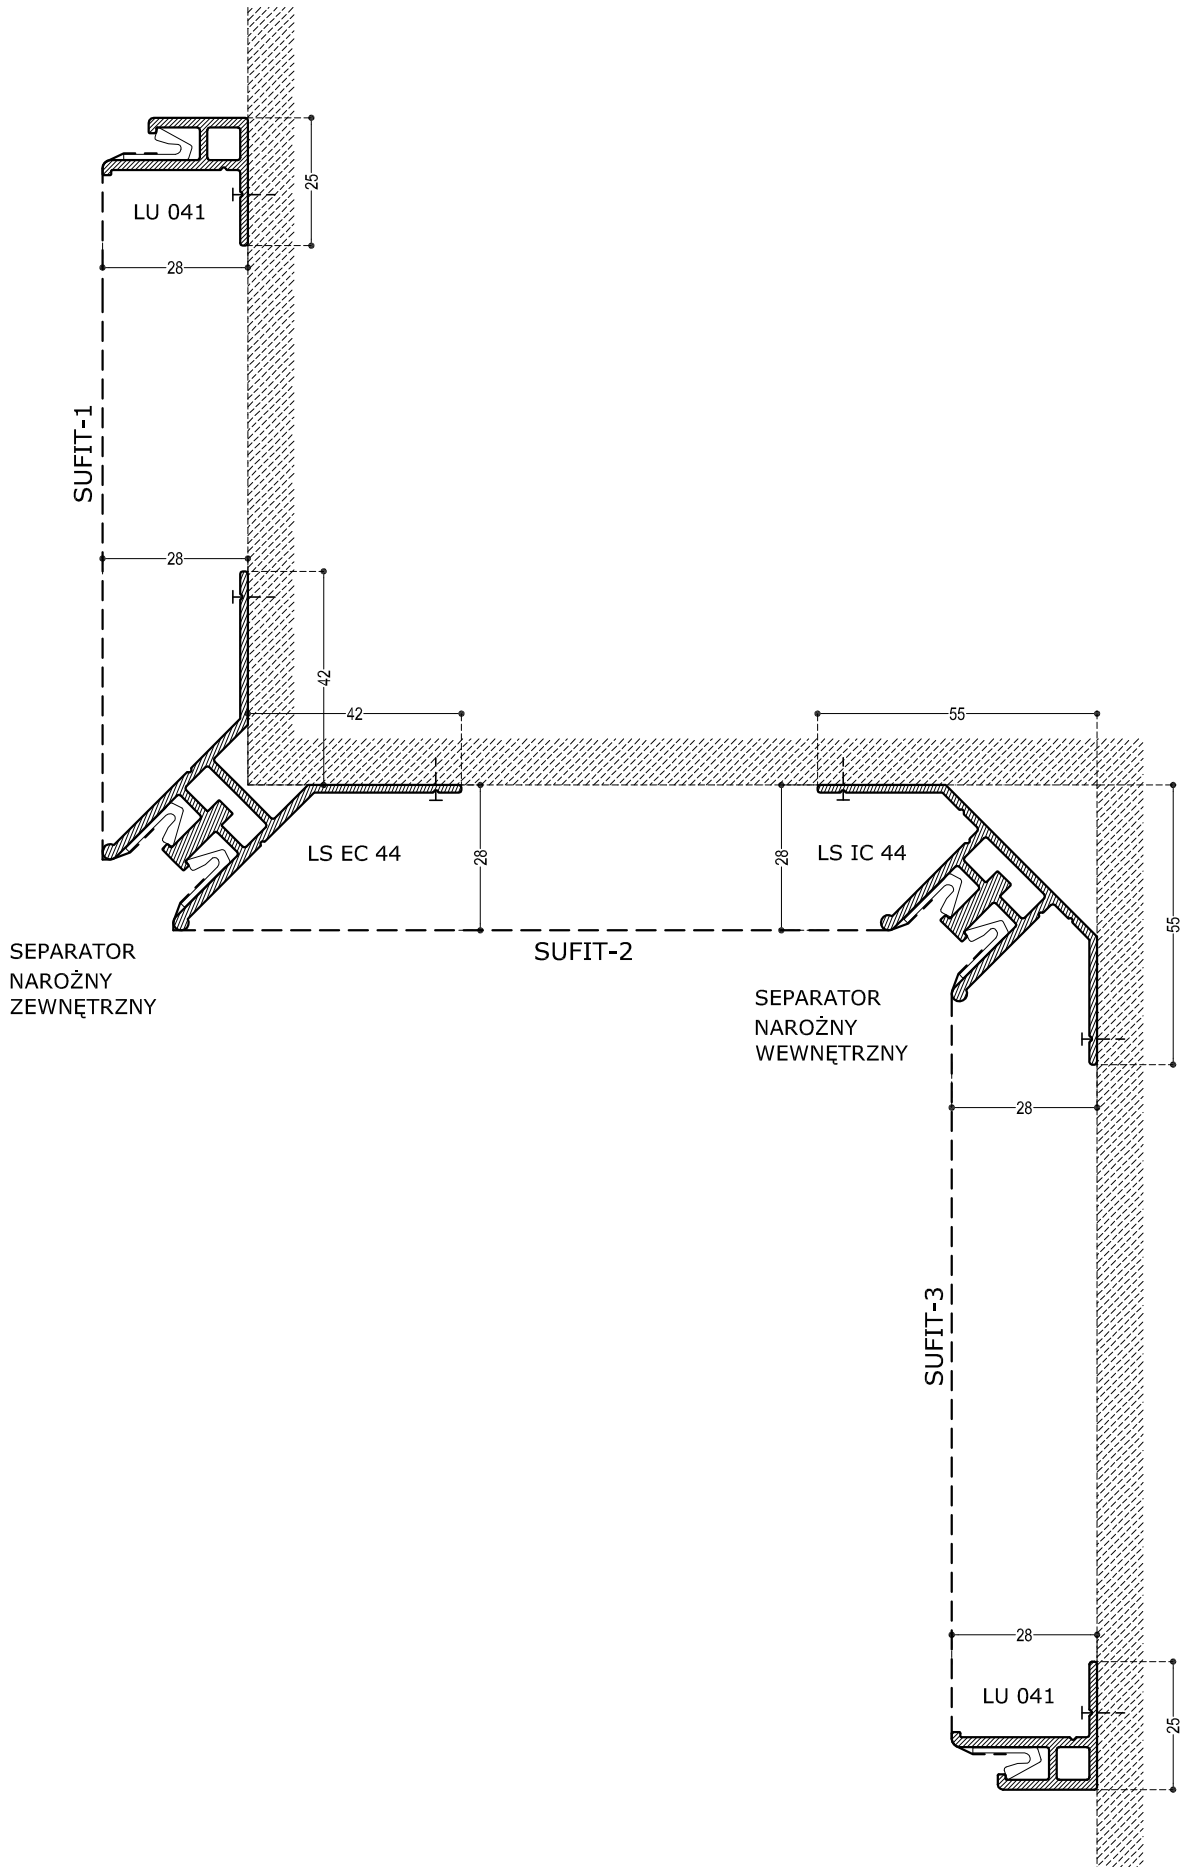 25
LU 041
28
SUFIT-1
28
42
42
55
LS EC 44
28
28
LS IC 44
55
SUFIT-2
SEPARATOR
NAROŻNY
ZEWNĘTRZNY
SEPARATOR
NAROŻNY
WEWNĘTRZNY
28
SUFIT-3
28
LU 041
25